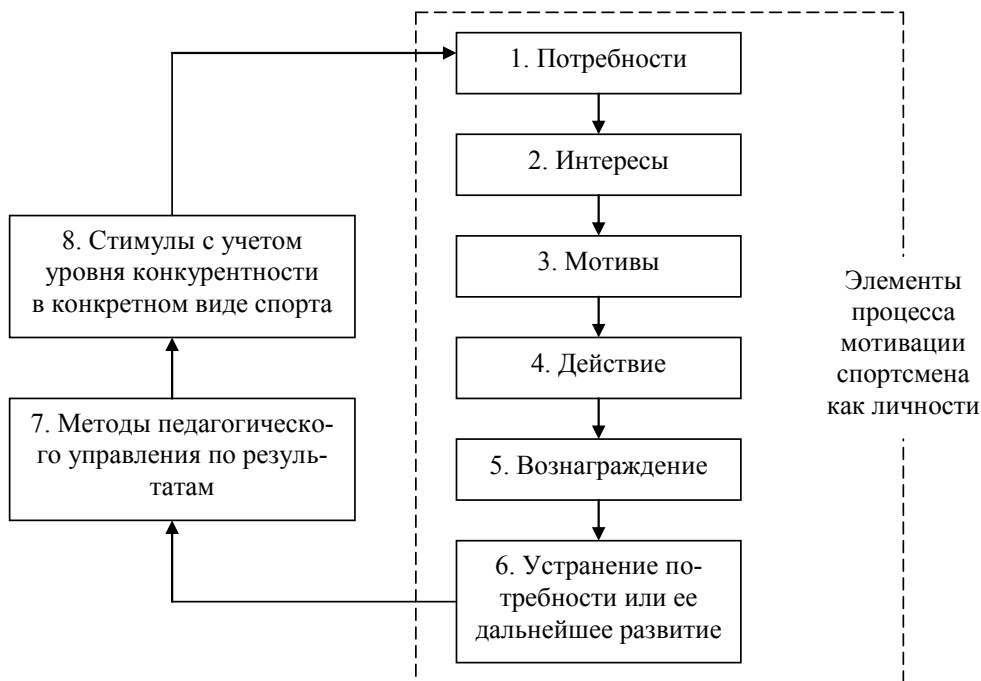 1. Потребности
2. Интересы
3. Мотивы
4. Действие
5. Вознаграждение
6. Устранение по-
требности или ее
дальнейшее развитие
7. Методы педагогическо-
го управления по резуль-
татам
8. Стимулы с учетом
уровня конкурентности
в конкретном виде спорта
Элементы
процесса
мотивации
спортсмена
как личности